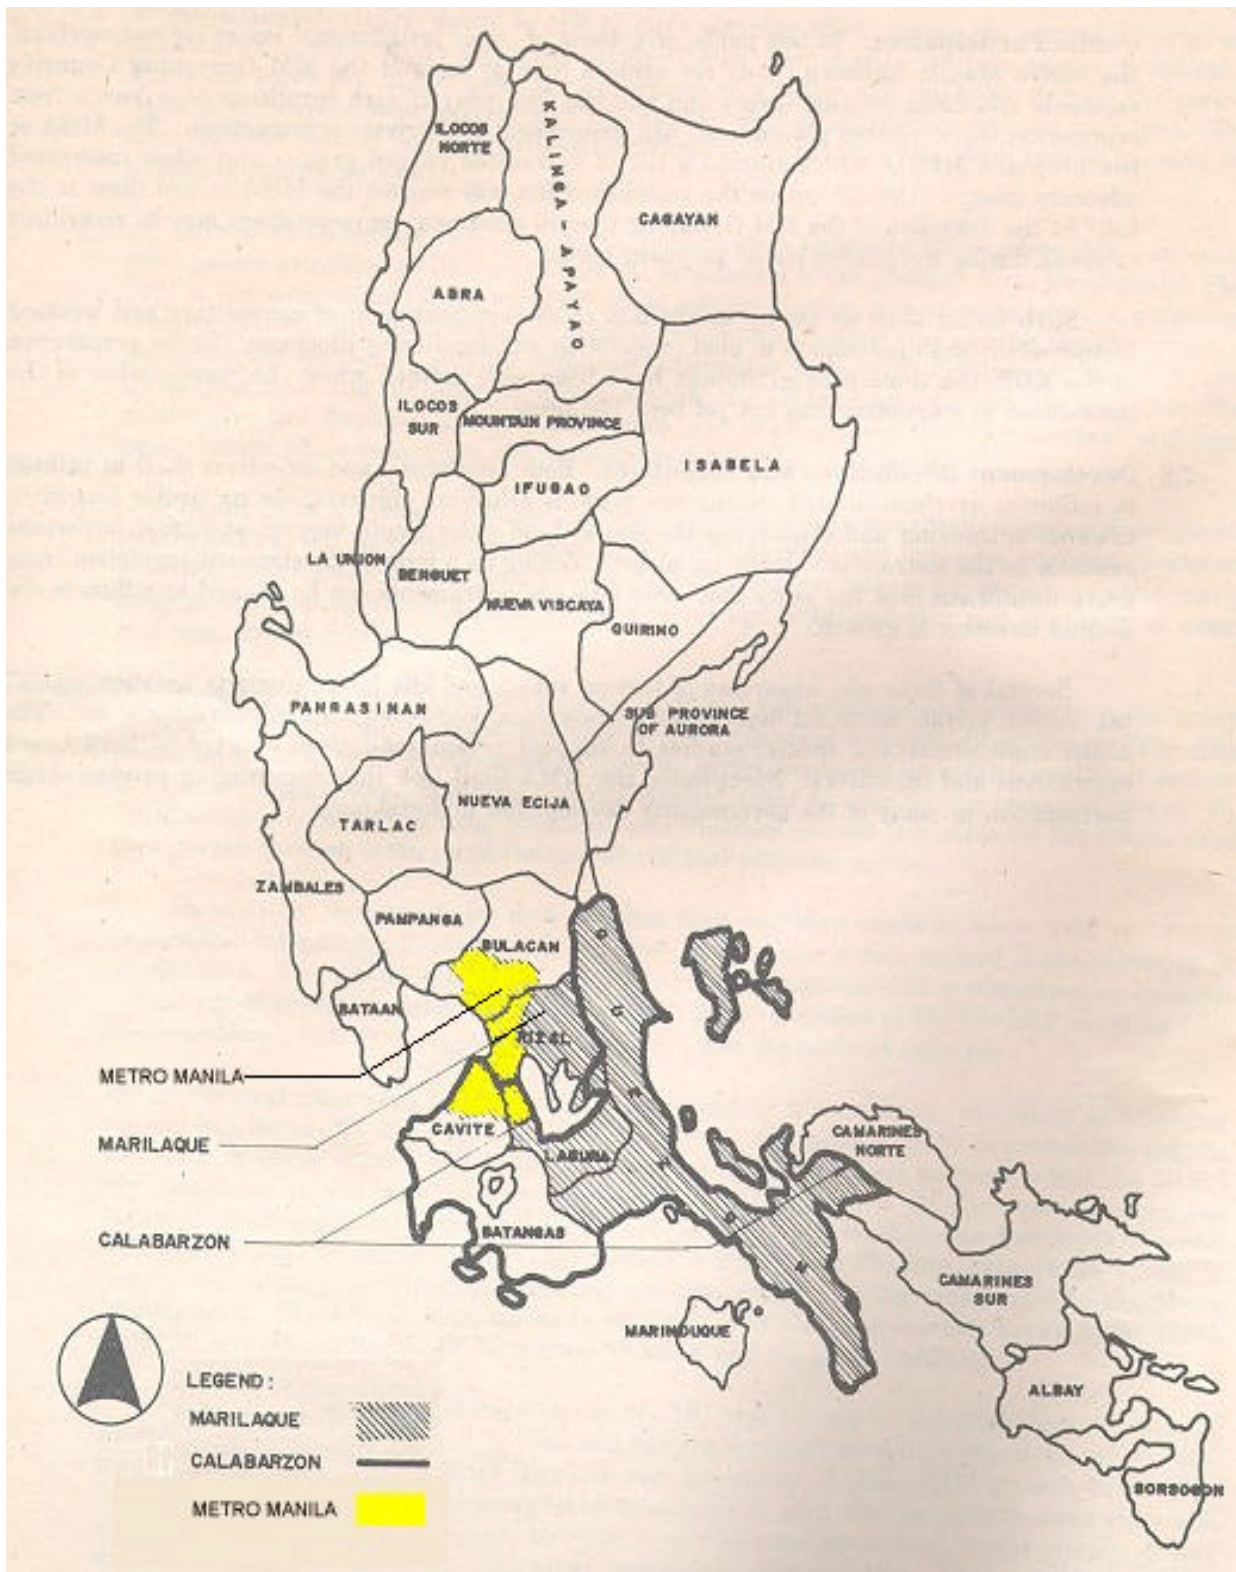 ILOCOS
NORTE
KALINGA - APAYAO
CAGAYAN
ABRA
ILOCOS
SUR
MOUNTAIN PROVINCE
ISABELA
IFUGAO
LA UNION
BENGUET
NUEVA VISCAYA
QUIRINO
PANGASINAN
SUB PROVINCE
OF AURORA
NUEVA ECIJA
TARLAC
ZAMBALES
PAMPANGA
BULACAN
BATAAN
RIZAL
QUEZON
METRO MANILA
MARILAQUE
CAVITE
LAGUNA
CAMARINES
NORTE
CALABARZON
BATANGAS
CAMARINES
SUR
MARINDUQUE
ALBAY
SORSOGON
LEGEND :
MARILAQUE
CALABARZON
METRO MANILA